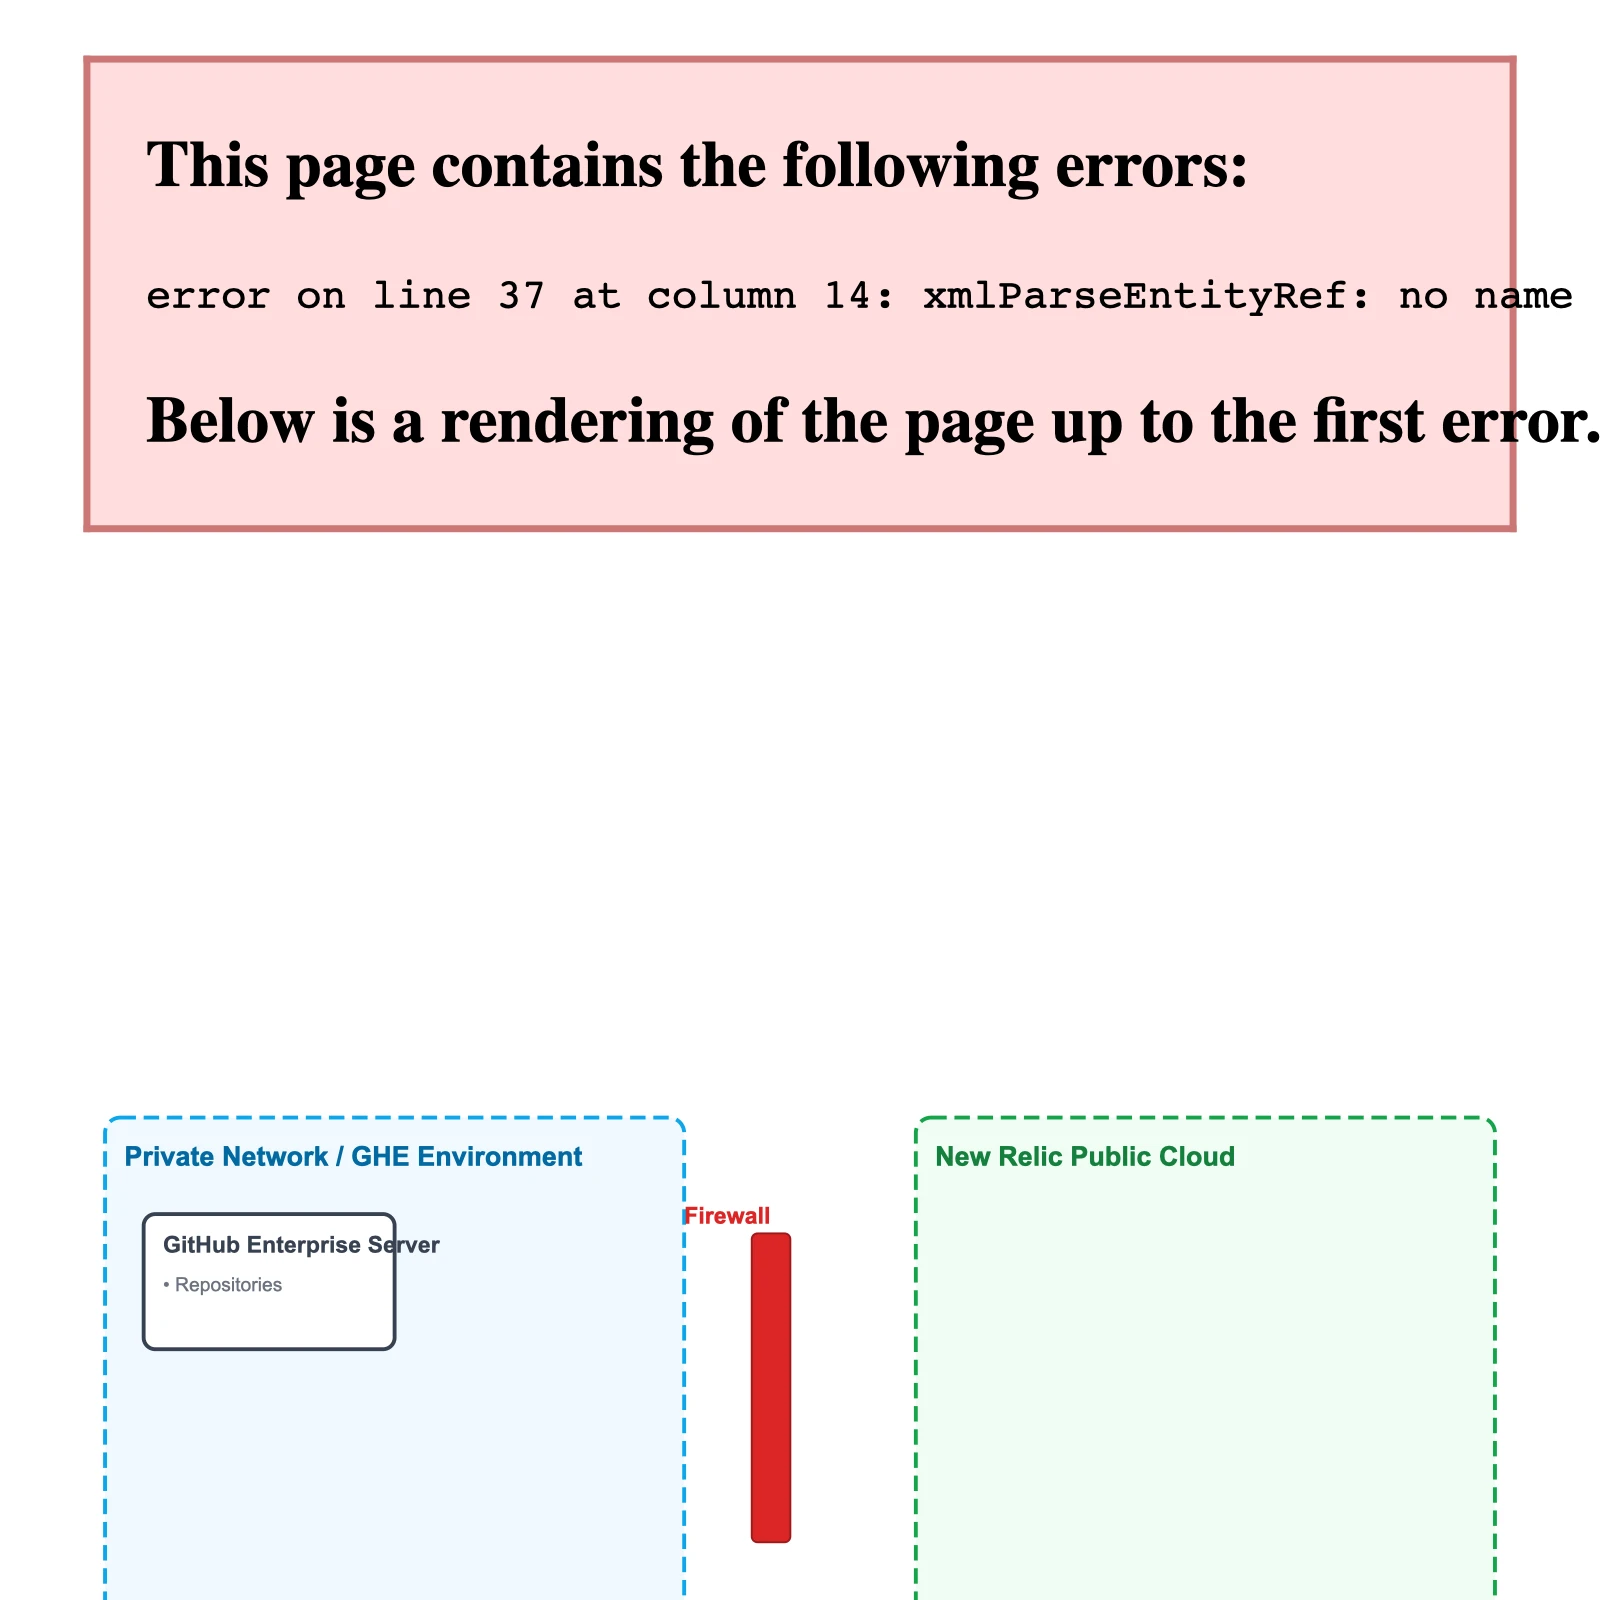 This page contains the following errors:
error on line 37 at column 14: xmlParseEntityRef: no name
Below is a rendering of the page up to the first error.
Private Network / GHE Environment
New Relic Public Cloud
Firewall
GitHub Enterprise Server
• Repositories